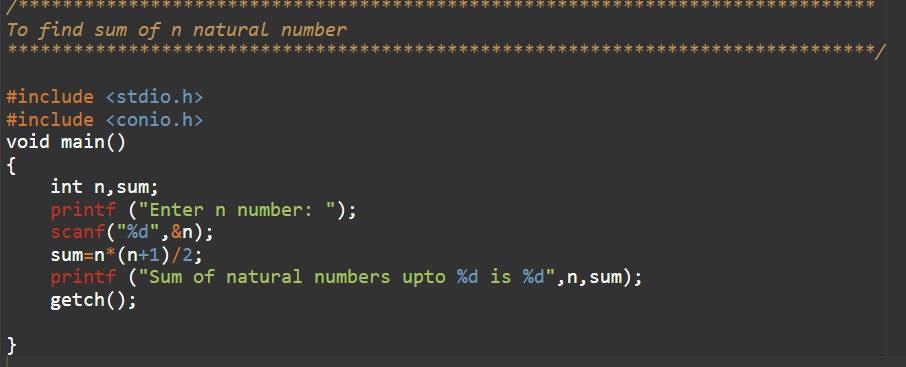 /******************************************************************************
To find sum of n natural number
*******************************************************************************/
#include <stdio.h>
#include <conio.h>
void main()
{
int n,sum;
printf ("Enter n number: ");
scanf("%d",&n);
sum=n*(n+1)/2;
printf ("Sum of natural numbers upto %d is %d",n,sum);
getch();
}